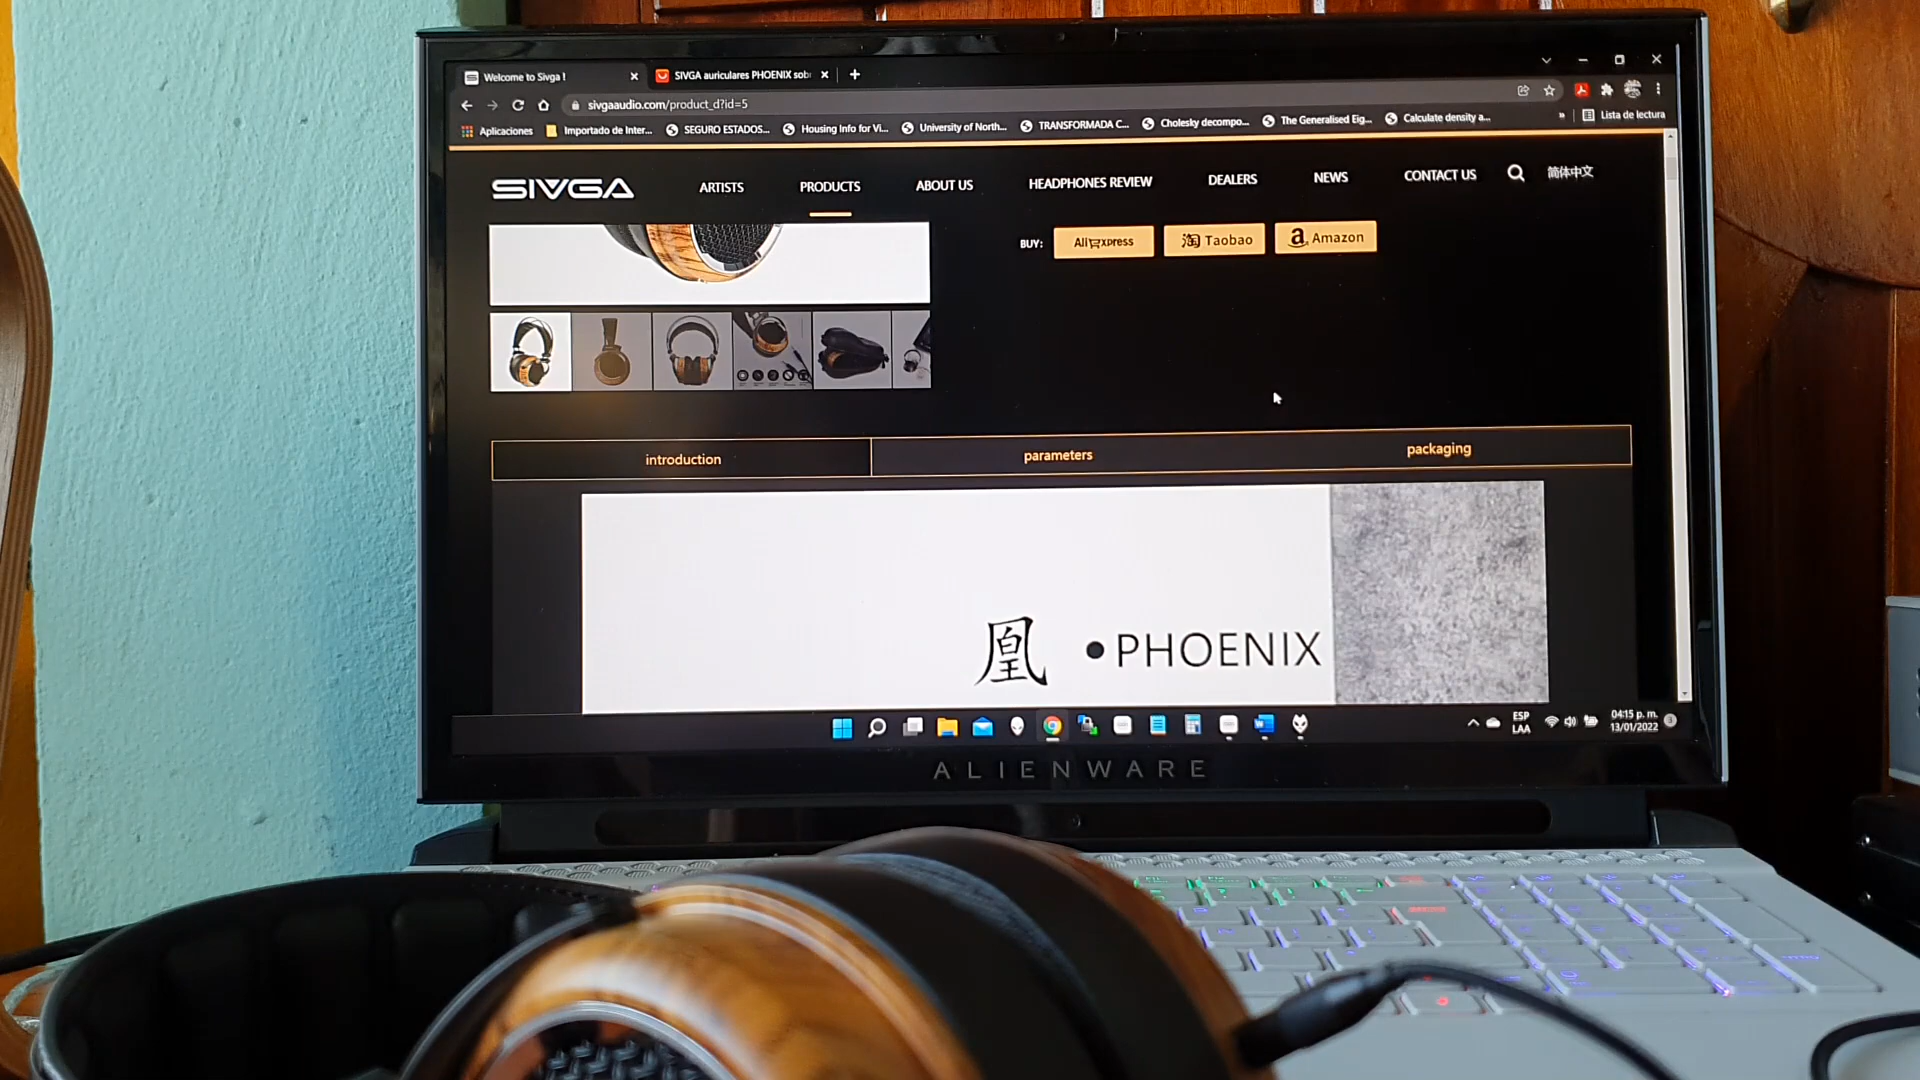 Welcome to Sivga !
SIVGA auriculares PHOENIX sob
sivgaaudio.com/product_d?id=5
Aplicaciones
Importado de Inter...
SEGURO ESTADOS...
Housing Info for Vi...
University of North...
TRANSFORMADA C...
Cholesky decompo...
The Generalised Eig...
Calculate density a...
»
Lista de lectura
SIVGA
ARTISTS
PRODUCTS
ABOUT US
HEADPHONES REVIEW
DEALERS
NEWS
CONTACT US
简体中文
BUY:
AliExpress
淘 Taobao
a Amazon
introduction
parameters
packaging
凰 •PHOENIX
ESP
LAA
04:15 p. m.
13/01/2022
ALIENWARE